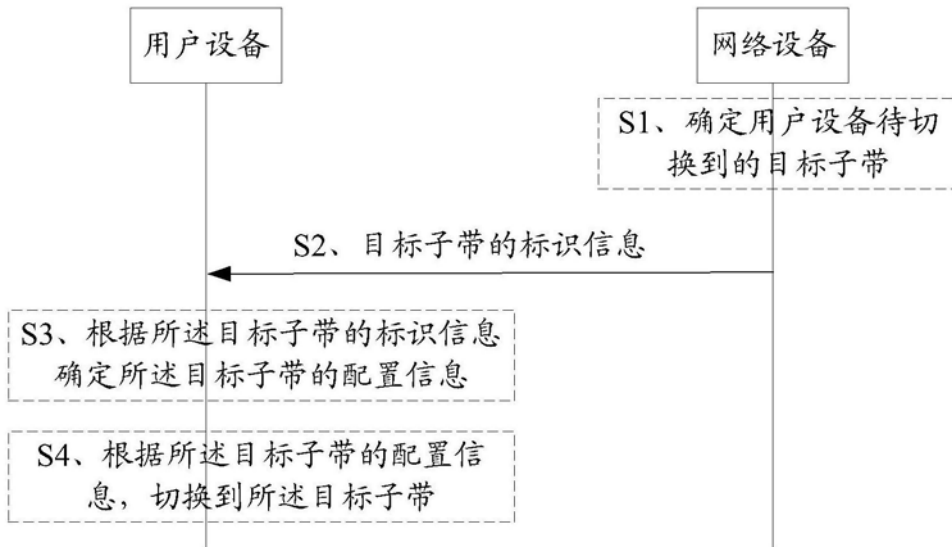 用户设备
网络设备
S1、确定用户设备待切
换到的目标子带
S2、目标子带的标识信息
S3、根据所述目标子带的标识信息
确定所述目标子带的配置信息
S4、根据所述目标子带的配置信
息，切换到所述目标子带